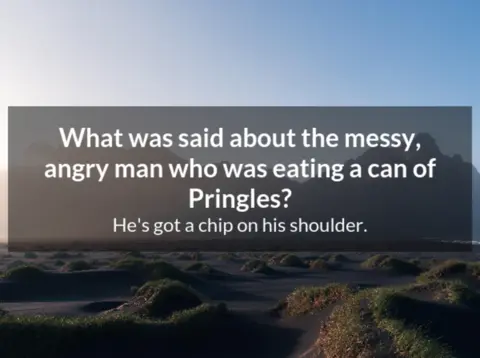 What was said about the messy,
angry man who was eating a can of
Pringles?
He's got a chip on his shoulder.